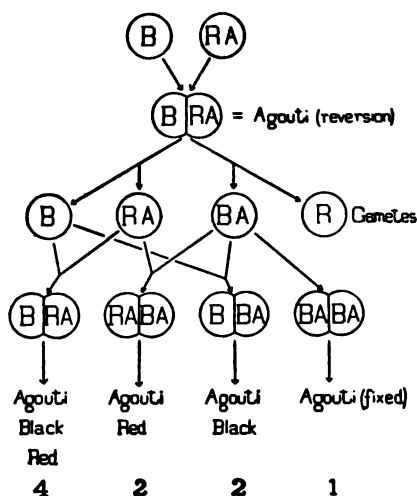 B RA
B RA = Agouti (reversion)
B RA BA R Gametes
B RA RA BA B BA BA BA
Agouti Agouti Agouti Agouti (fixed)
Black Red Black
Red
4 2 2 1